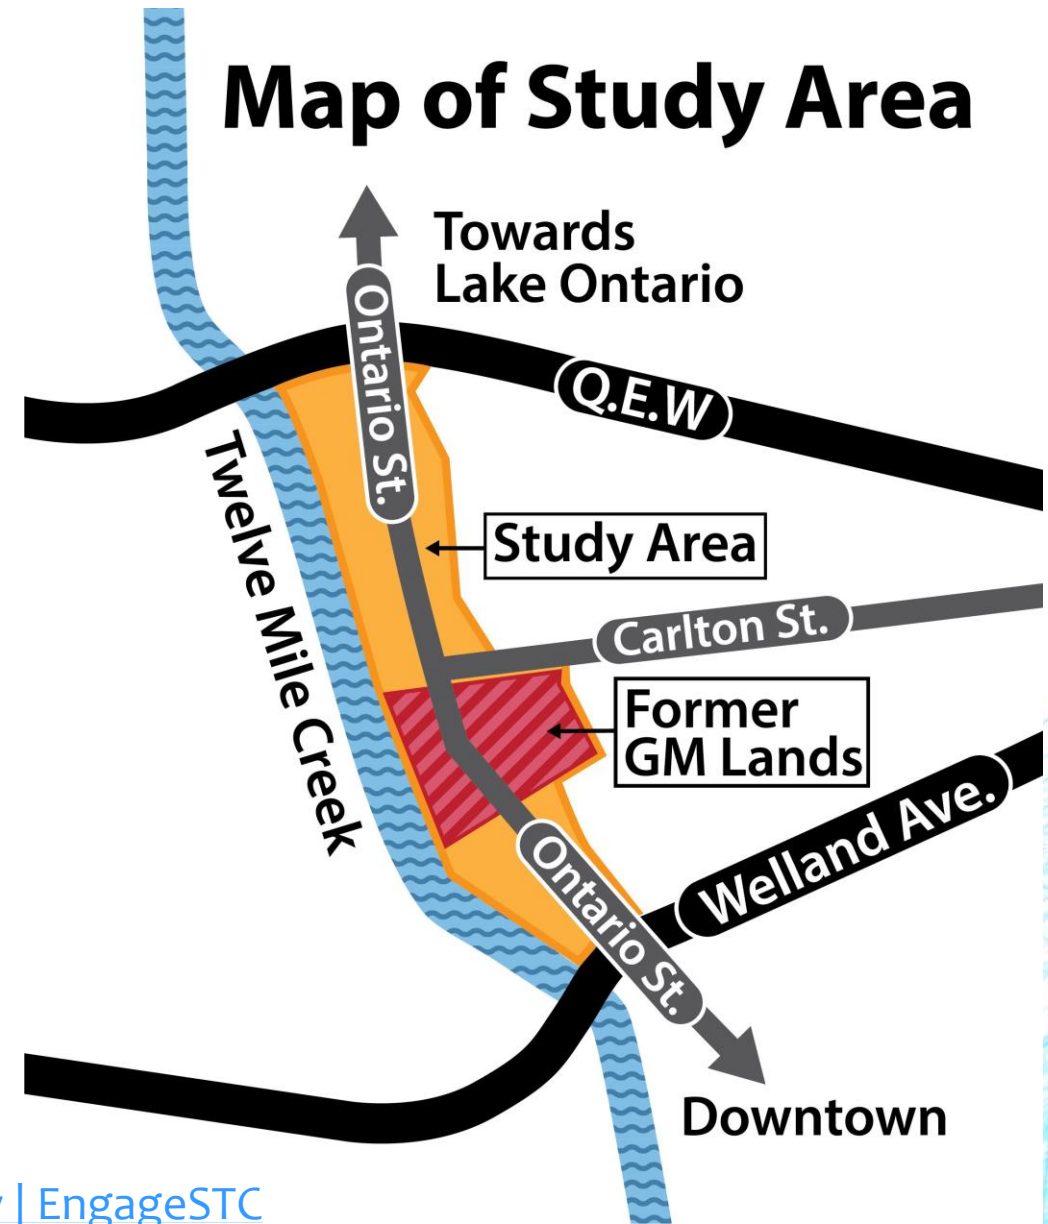 Map of Study Area
Towards
Lake Ontario
Ontario St.
Q.E.W
Twelve Mile Creek
Study Area
Carlton St.
Former
GM Lands
Welland Ave.
Ontario St.
Downtown
| EngageSTC